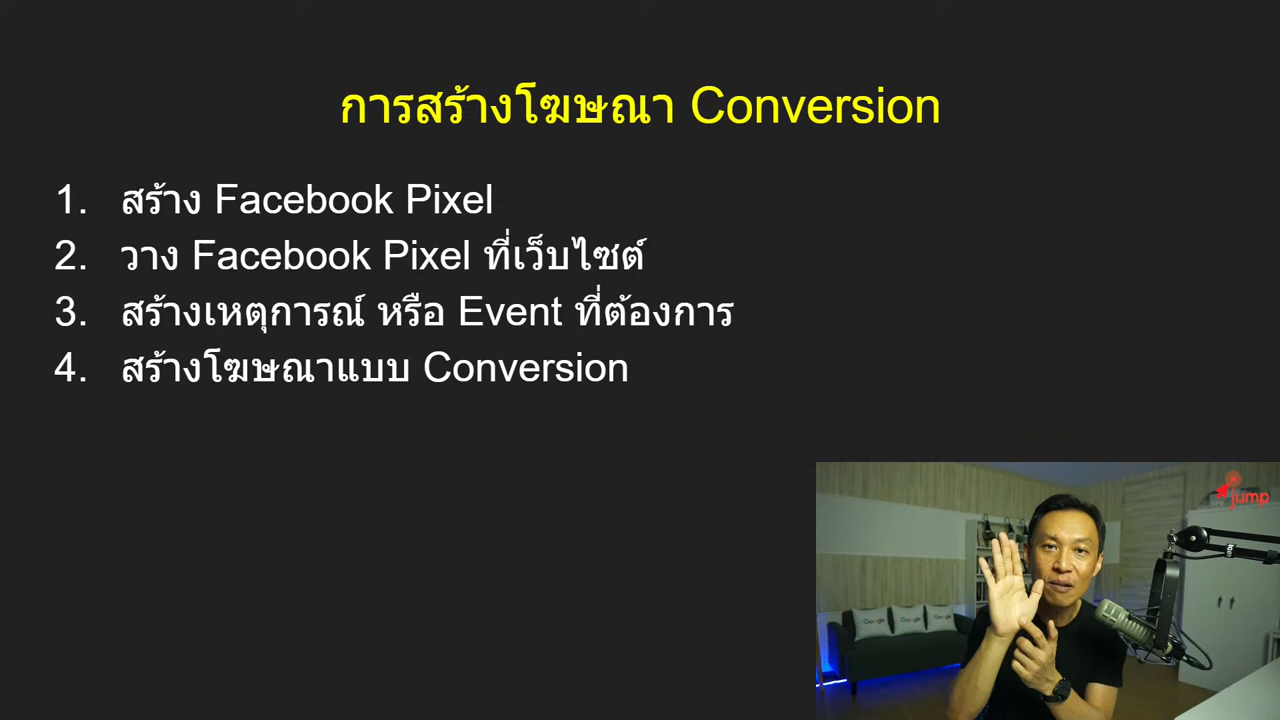 การสร้างโฆษณา Conversion
1. สร้าง Facebook Pixel
2. วาง Facebook Pixel ที่เว็บไซต์
3. สร้างเหตุการณ์ หรือ Event ที่ต้องการ
4. สร้างโฆษณาแบบ Conversion
jump
Google Google Google